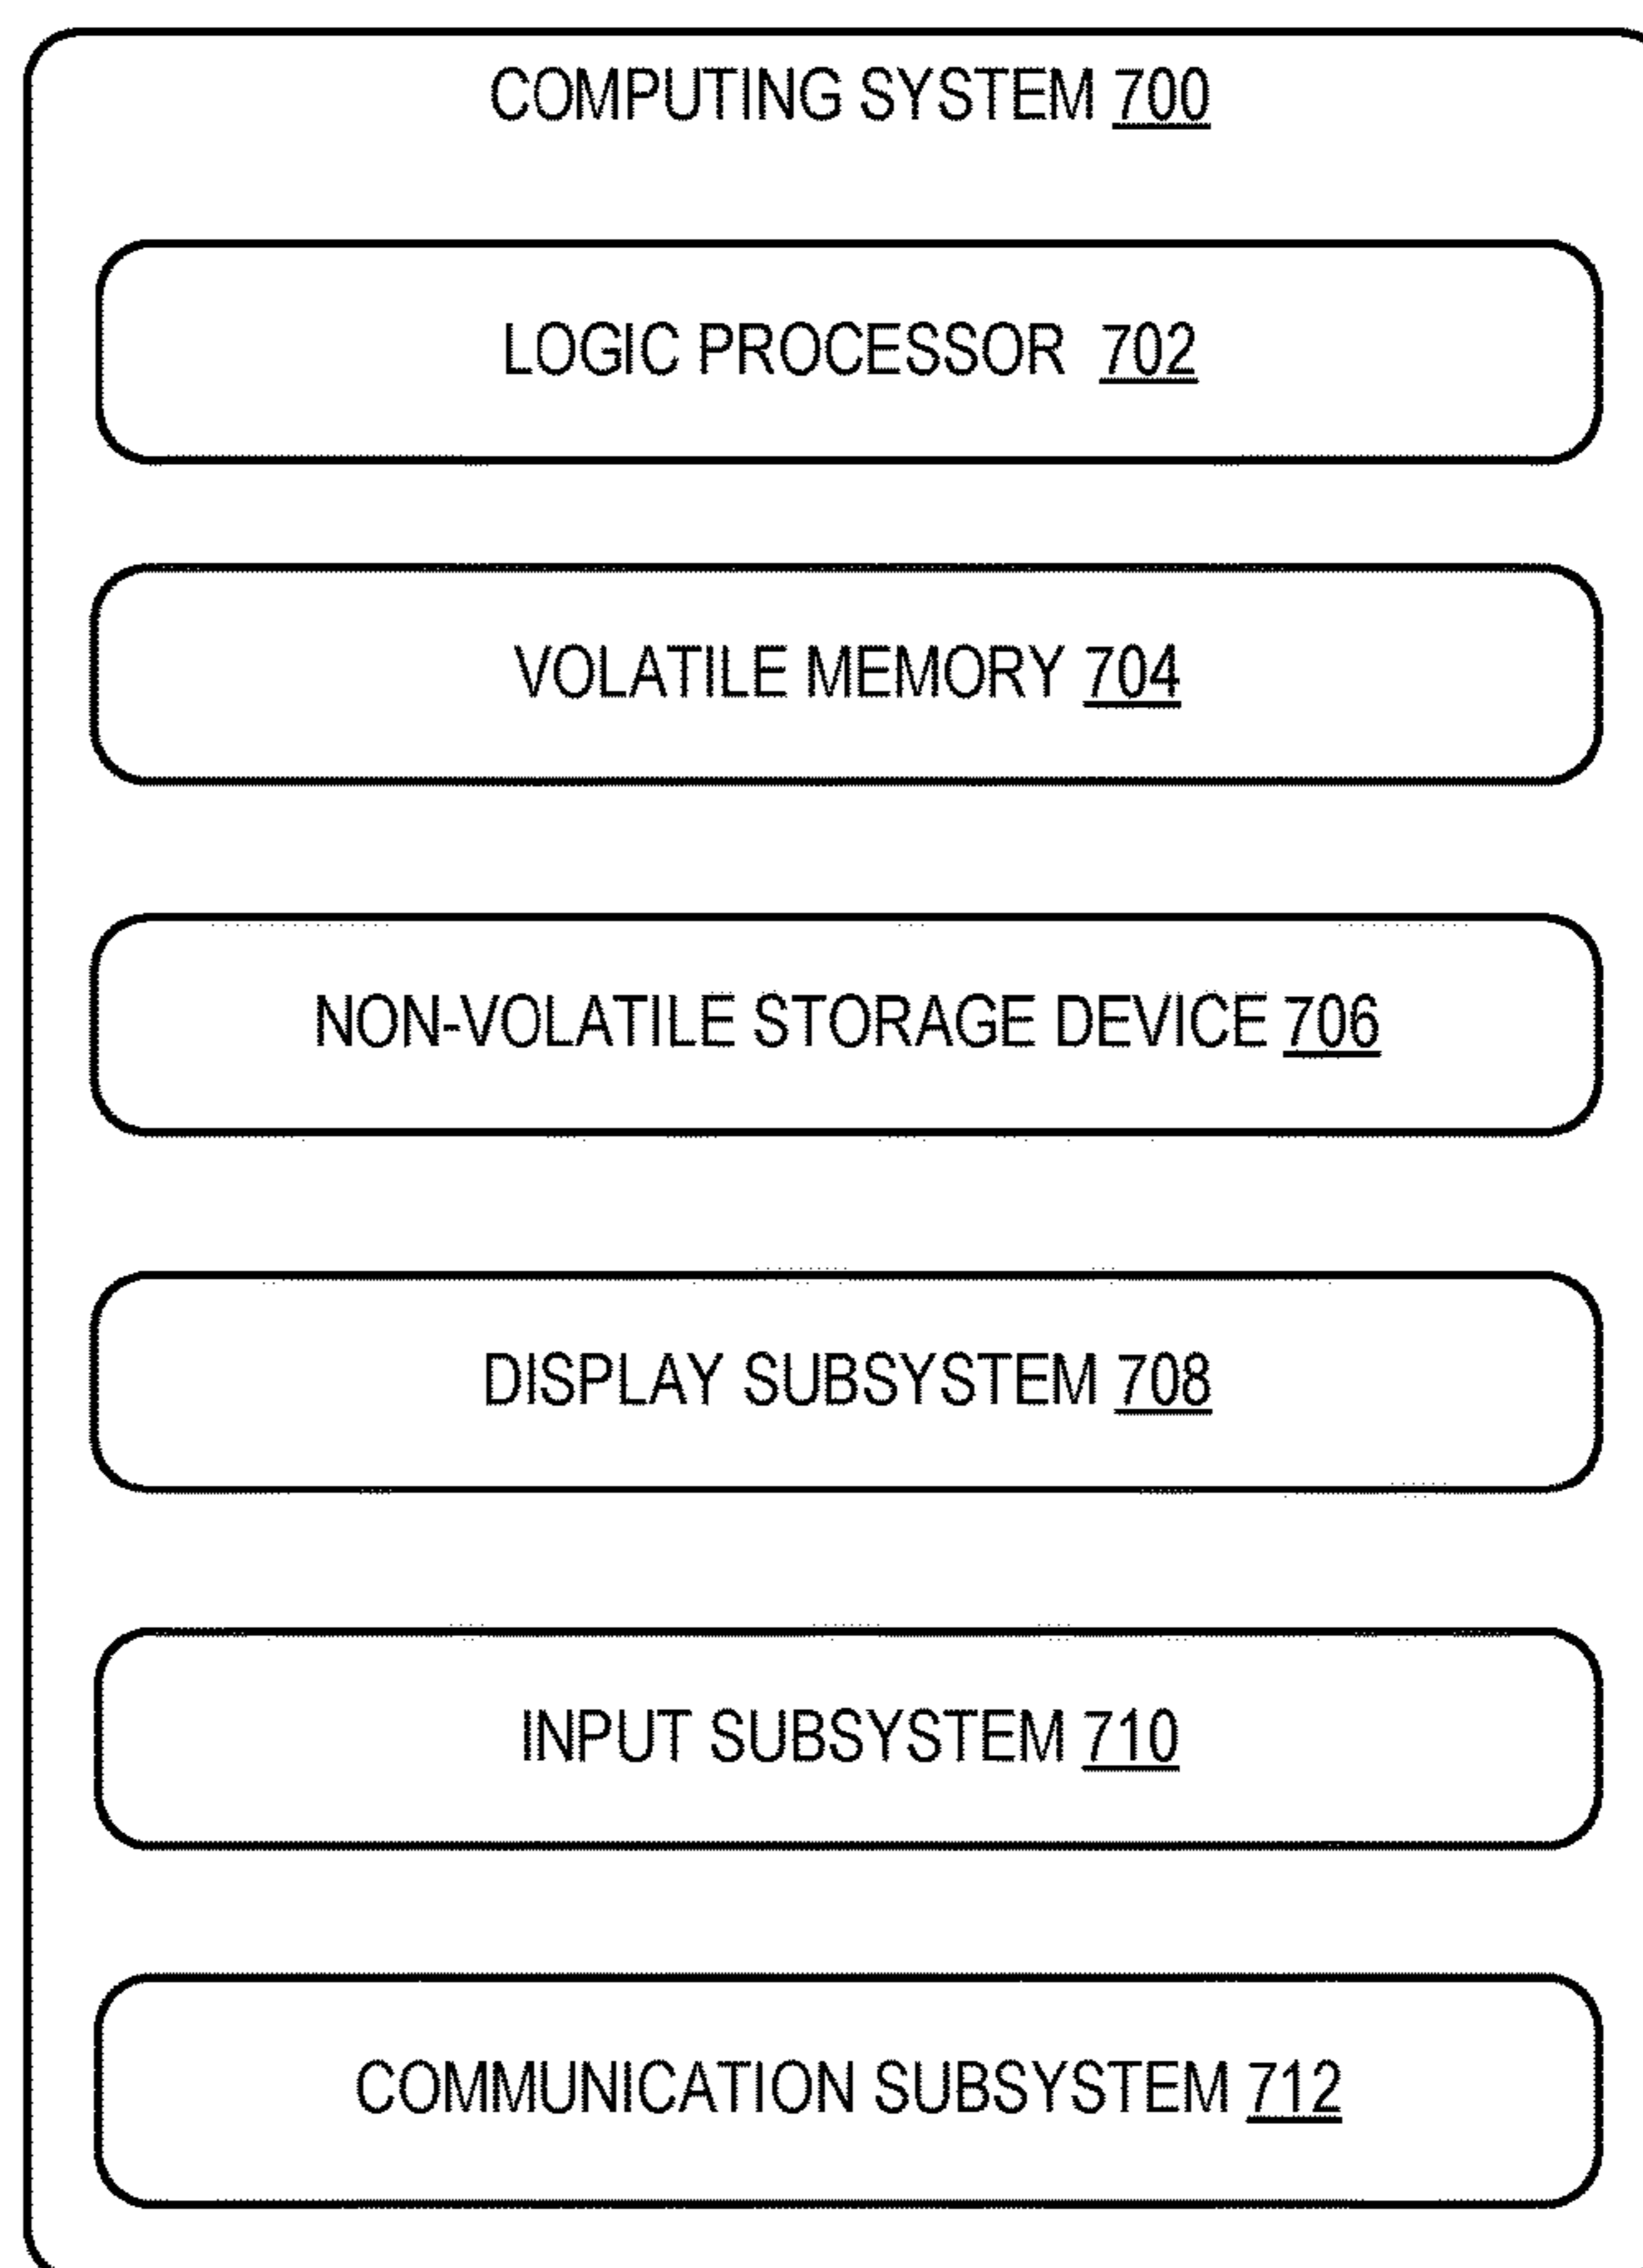 COMPUTING SYSTEM 700
LOGIC PROCESSOR 702
VOLATILE MEMORY 704
NON-VOLATILE STORAGE DEVICE 706
DISPLAY SUBSYSTEM 708
INPUT SUBSYSTEM 710
COMMUNICATION SUBSYSTEM 712